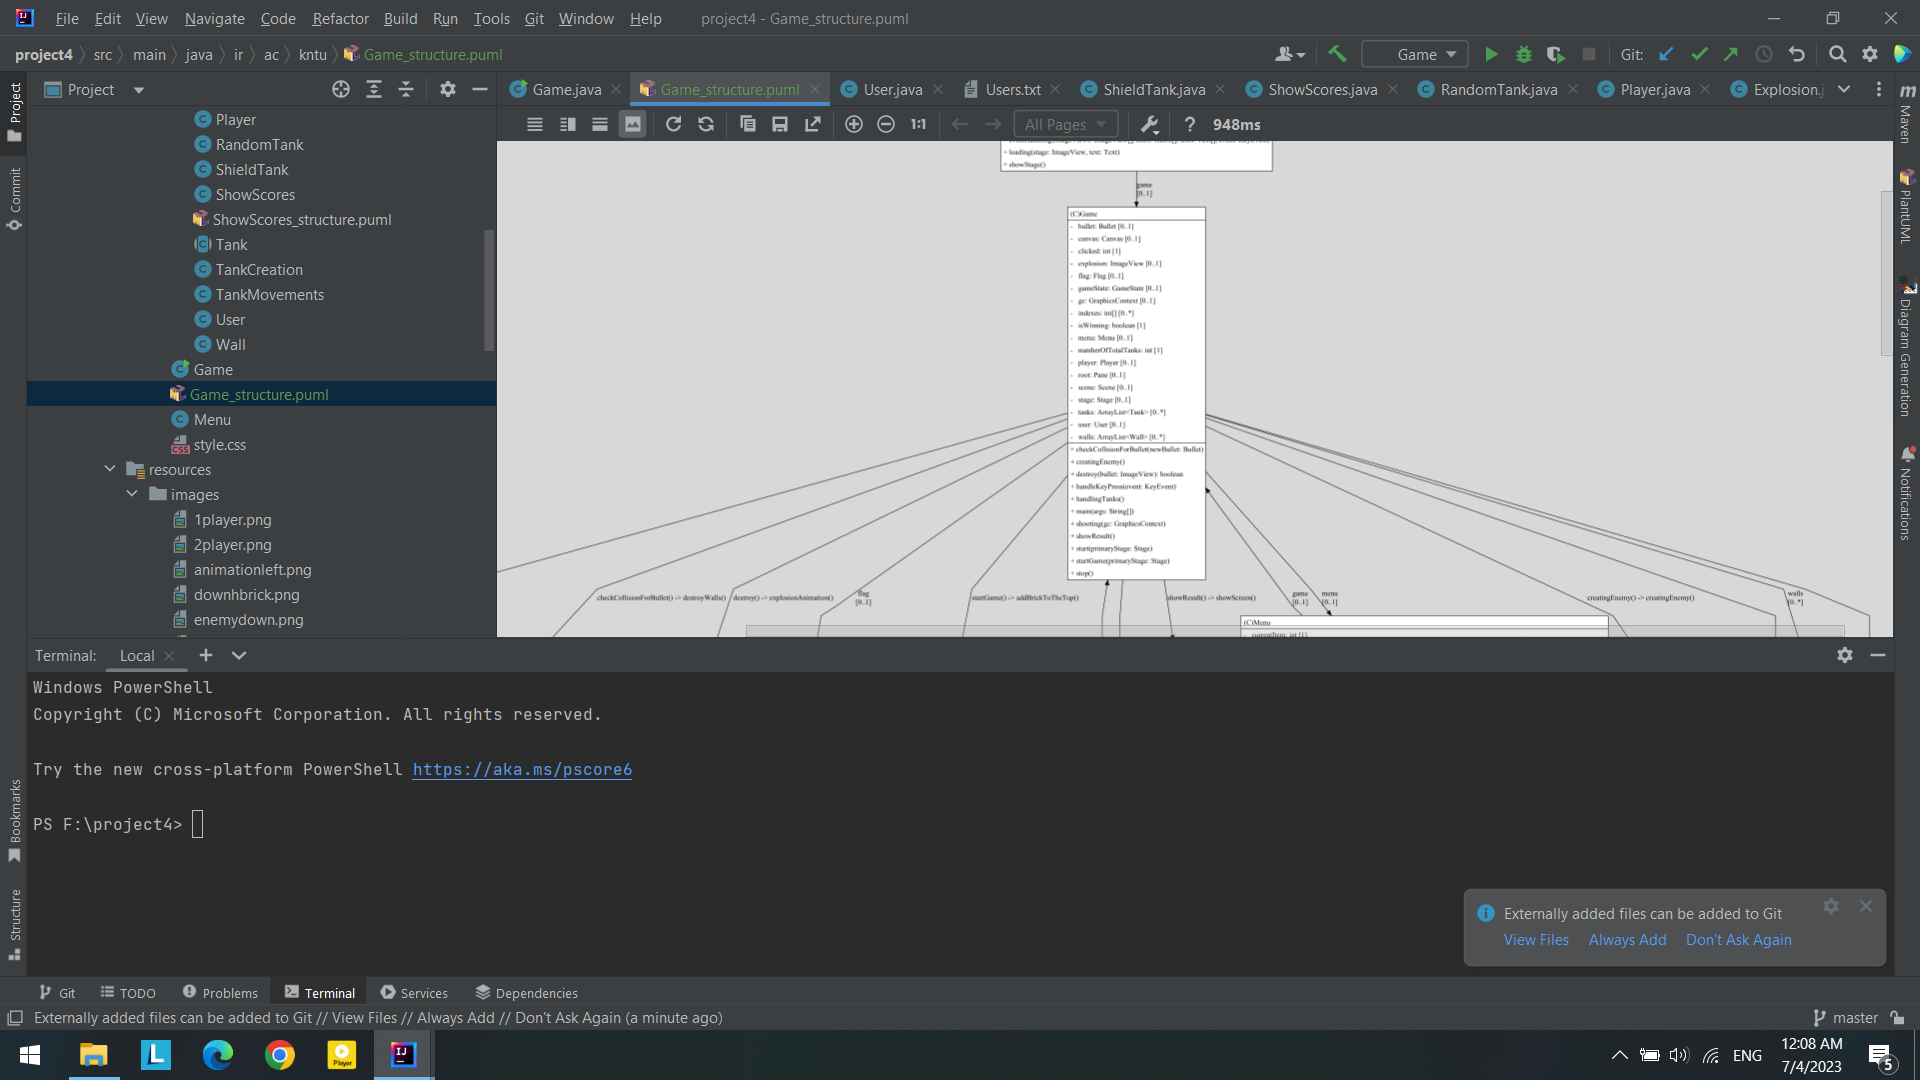 File Edit View Navigate Code Refactor Build Run Tools Git Window Help project4 - Game_structure.puml
project4 src main java ir ac kntu Game_structure.puml Game Git:
Project
Game.java Game_structure.puml User.java Users.txt ShieldTank.java ShowScores.java RandomTank.java Player.java Explosion.j
All Pages ? 948ms
1:1
Project
Commit
Bookmarks
Structure
Maven
PlantUML
Diagram Generation
Notifications
Player
RandomTank
ShieldTank
ShowScores
ShowScores_structure.puml
Tank
TankCreation
TankMovements
User
Wall
Game
Game_structure.puml
Menu
style.css
resources
images
1player.png
2player.png
animationleft.png
downhbrick.png
enemydown.png
+ loading(stage: ImageView, text: Text)
+ showStage()
game
[0..1]
(C)Game
- bullet: Bullet [0..1]
- canvas: Canvas [0..1]
- clicked: int [1]
- explosion: ImageView [0..1]
- flag: Flag [0..1]
- gameState: GameState [0..1]
- gc: GraphicsContext [0..1]
- indexes: int[] [0..*]
- isWinning: boolean [1]
- menu: Menu [0..1]
- numberOfTotalTanks: int [1]
- player: Player [0..1]
- root: Pane [0..1]
- scene: Scene [0..1]
- stage: Stage [0..1]
- tanks: ArrayList<Tank> [0..*]
- user: User [0..1]
- walls: ArrayList<Wall> [0..*]
+ checkCollisionForBullet(newBullet: Bullet)
+ creatingEnemy()
+ destroy(bullet: ImageView): boolean
+ handleKeyPress(event: KeyEvent)
+ handlingTanks()
+ main(args: String[])
+ shooting(gc: GraphicsContext)
+ showResult()
+ start(primaryStage: Stage)
+ startGame(primaryStage: Stage)
+ stop()
checkCollisionForBullet() -> destroyWalls()
destroy() -> explosionAnimation()
flag
[0..1]
startGame() -> addBrickToTheTop()
showResult() -> showScreen()
game
[0..1]
menu
[0..1]
creatingEnemy() -> creatingEnemy()
walls
[0..*]
(C)Menu
- currentItem: int [1]
Terminal: Local
Windows PowerShell
Copyright (C) Microsoft Corporation. All rights reserved.
Try the new cross-platform PowerShell https://aka.ms/pscore6
PS F:\project4>
Externally added files can be added to Git
View Files Always Add Don't Ask Again
Git TODO Problems Terminal Services Dependencies
Externally added files can be added to Git // View Files // Always Add // Don't Ask Again (a minute ago)
master
ENG
12:08 AM
7/4/2023
5